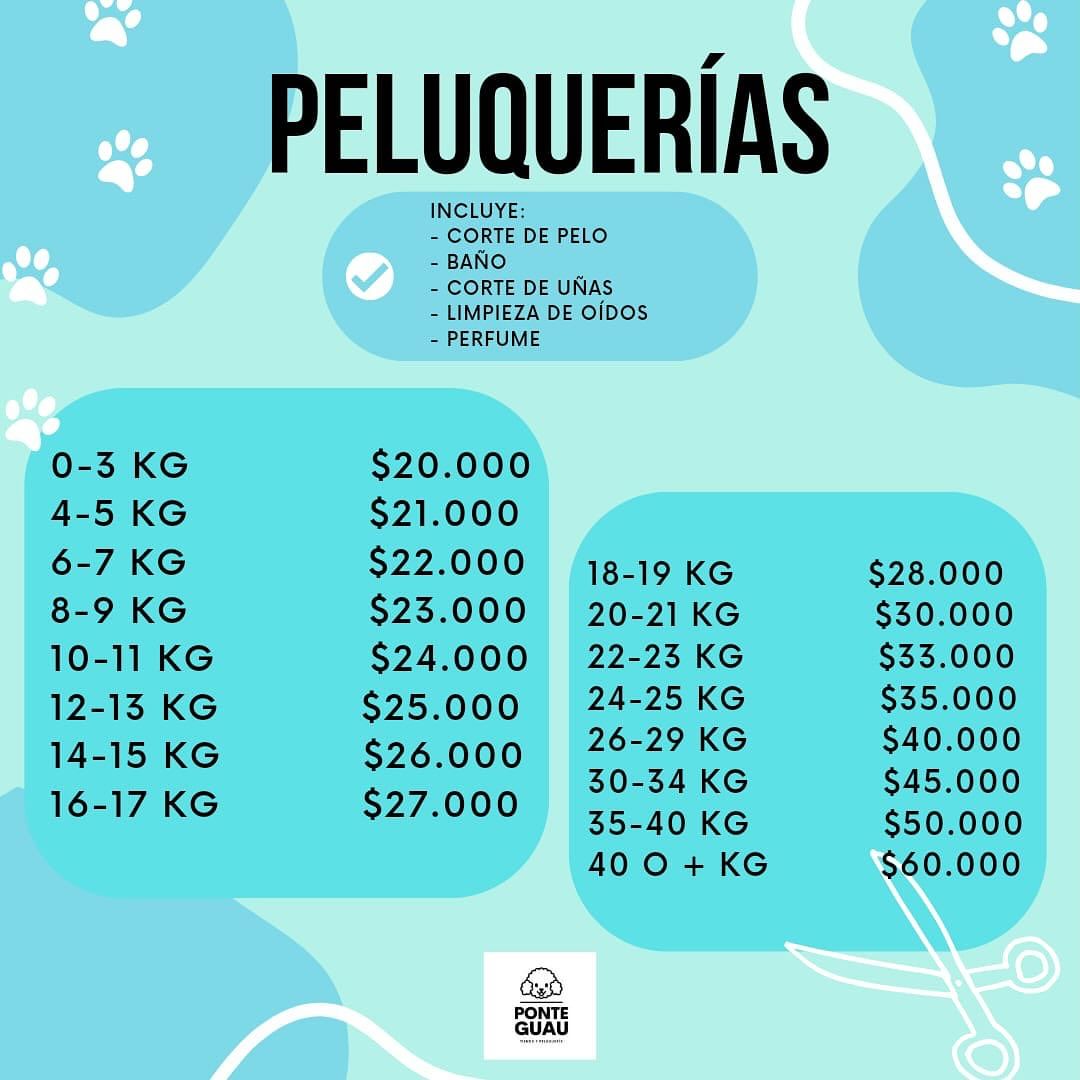 PELUQUERÍAS
INCLUYE:
- CORTE DE PELO
- BAÑO
- CORTE DE UÑAS
- LIMPIEZA DE OÍDOS
- PERFUME
0-3 KG $20.000
4-5 KG $21.000
6-7 KG $22.000
8-9 KG $23.000
10-11 KG $24.000
12-13 KG $25.000
14-15 KG $26.000
16-17 KG $27.000
18-19 KG $28.000
20-21 KG $30.000
22-23 KG $33.000
24-25 KG $35.000
26-29 KG $40.000
30-34 KG $45.000
35-40 KG $50.000
40 O + KG $60.000
PONTE
GUAU
TIENDA Y PELUQUERÍA